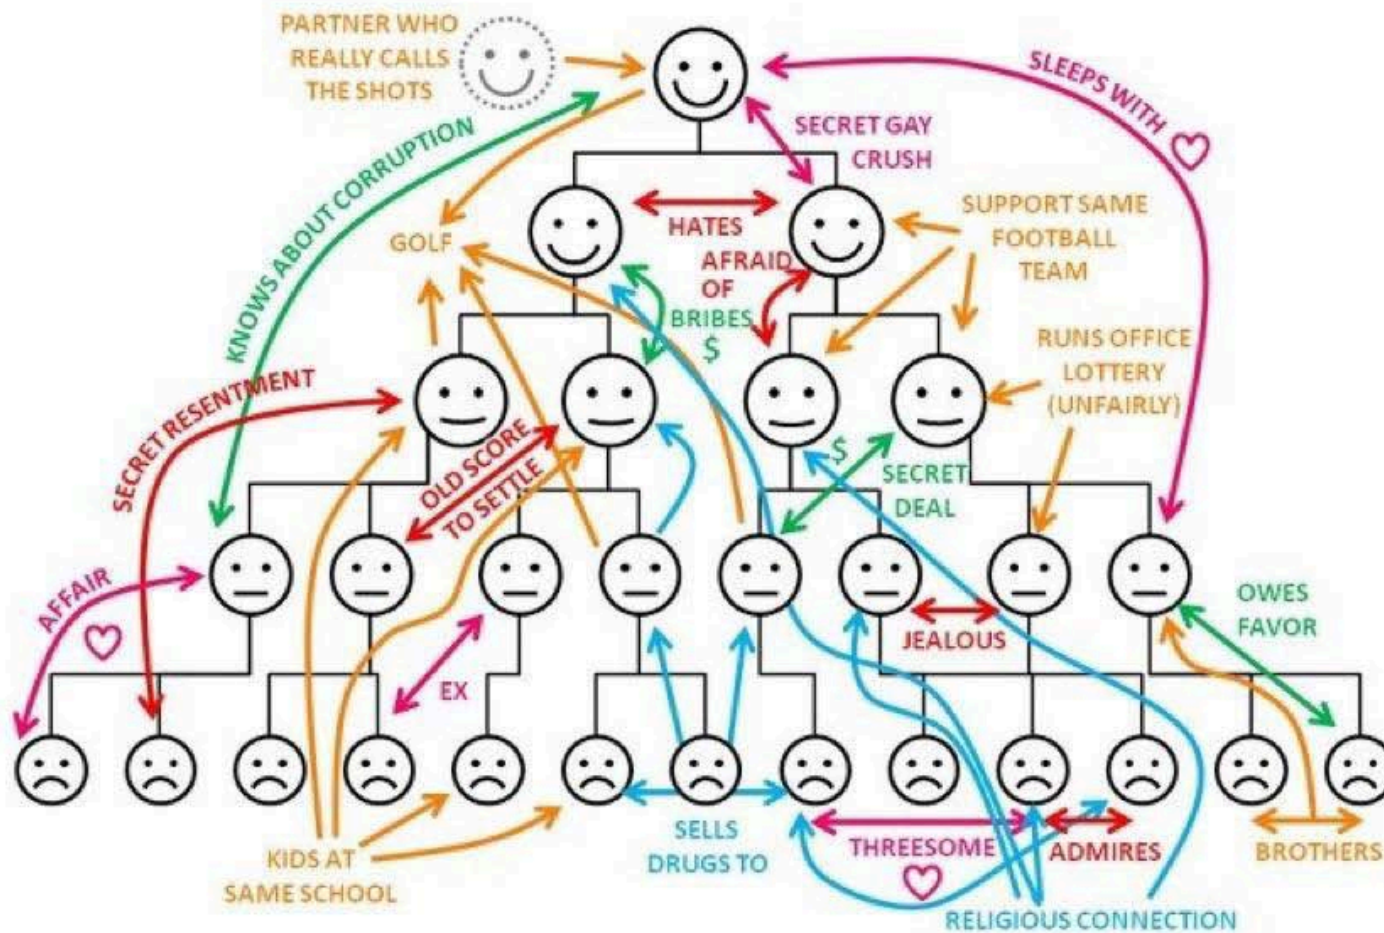 PARTNER WHO
REALLY CALLS
THE SHOTS
SLEEPS WITH
SECRET GAY
CRUSH
KNOWS ABOUT CORRUPTION
GOLF
HATES
SUPPORT SAME
FOOTBALL
TEAM
AFRAID
OF
BRIBES
$
RUNS OFFICE
LOTTERY
(UNFAIRLY)
SECRET RESENTMENT
OLD SCORE
TO SETTLE
$
SECRET
DEAL
AFFAIR
EX
JEALOUS
OWES
FAVOR
SELLS
DRUGS TO
KIDS AT
SAME SCHOOL
THREESOME
ADMIRES
BROTHERS
RELIGIOUS CONNECTION